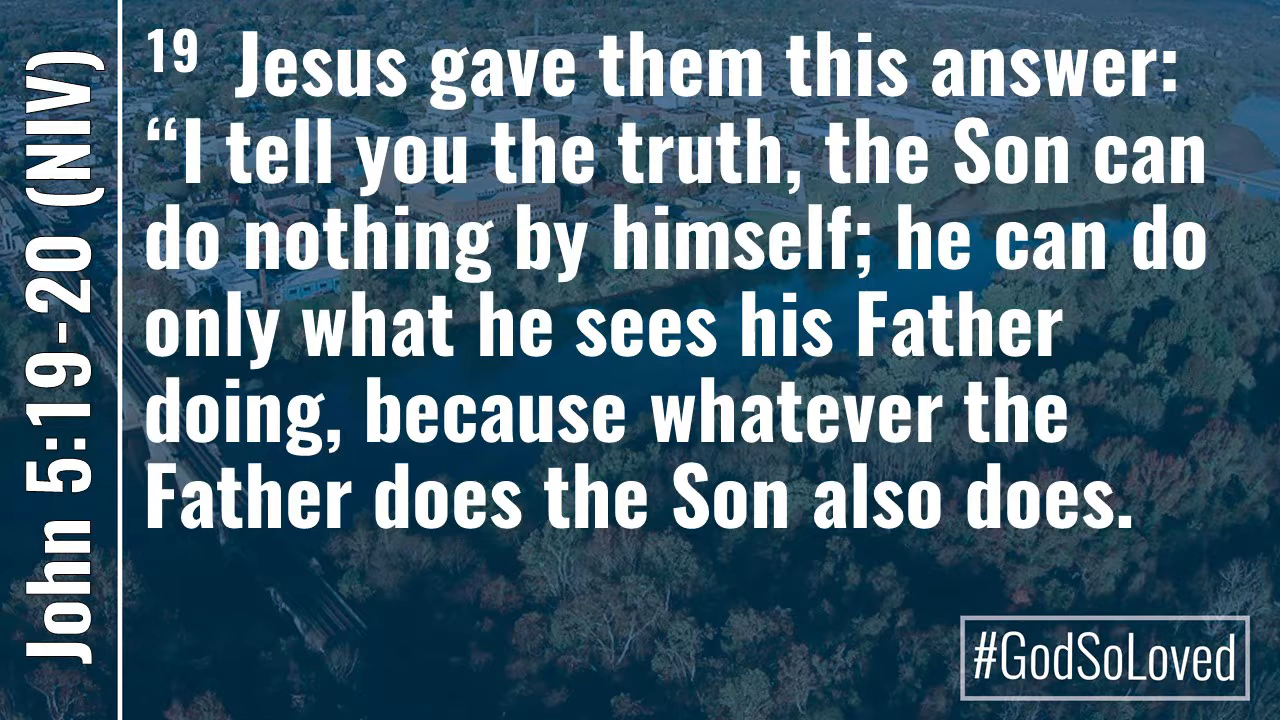 John 5:19-20 (NIV)
19 Jesus gave them this answer:
“I tell you the truth, the Son can
do nothing by himself; he can do
only what he sees his Father
doing, because whatever the
Father does the Son also does.
#GodSoLoved